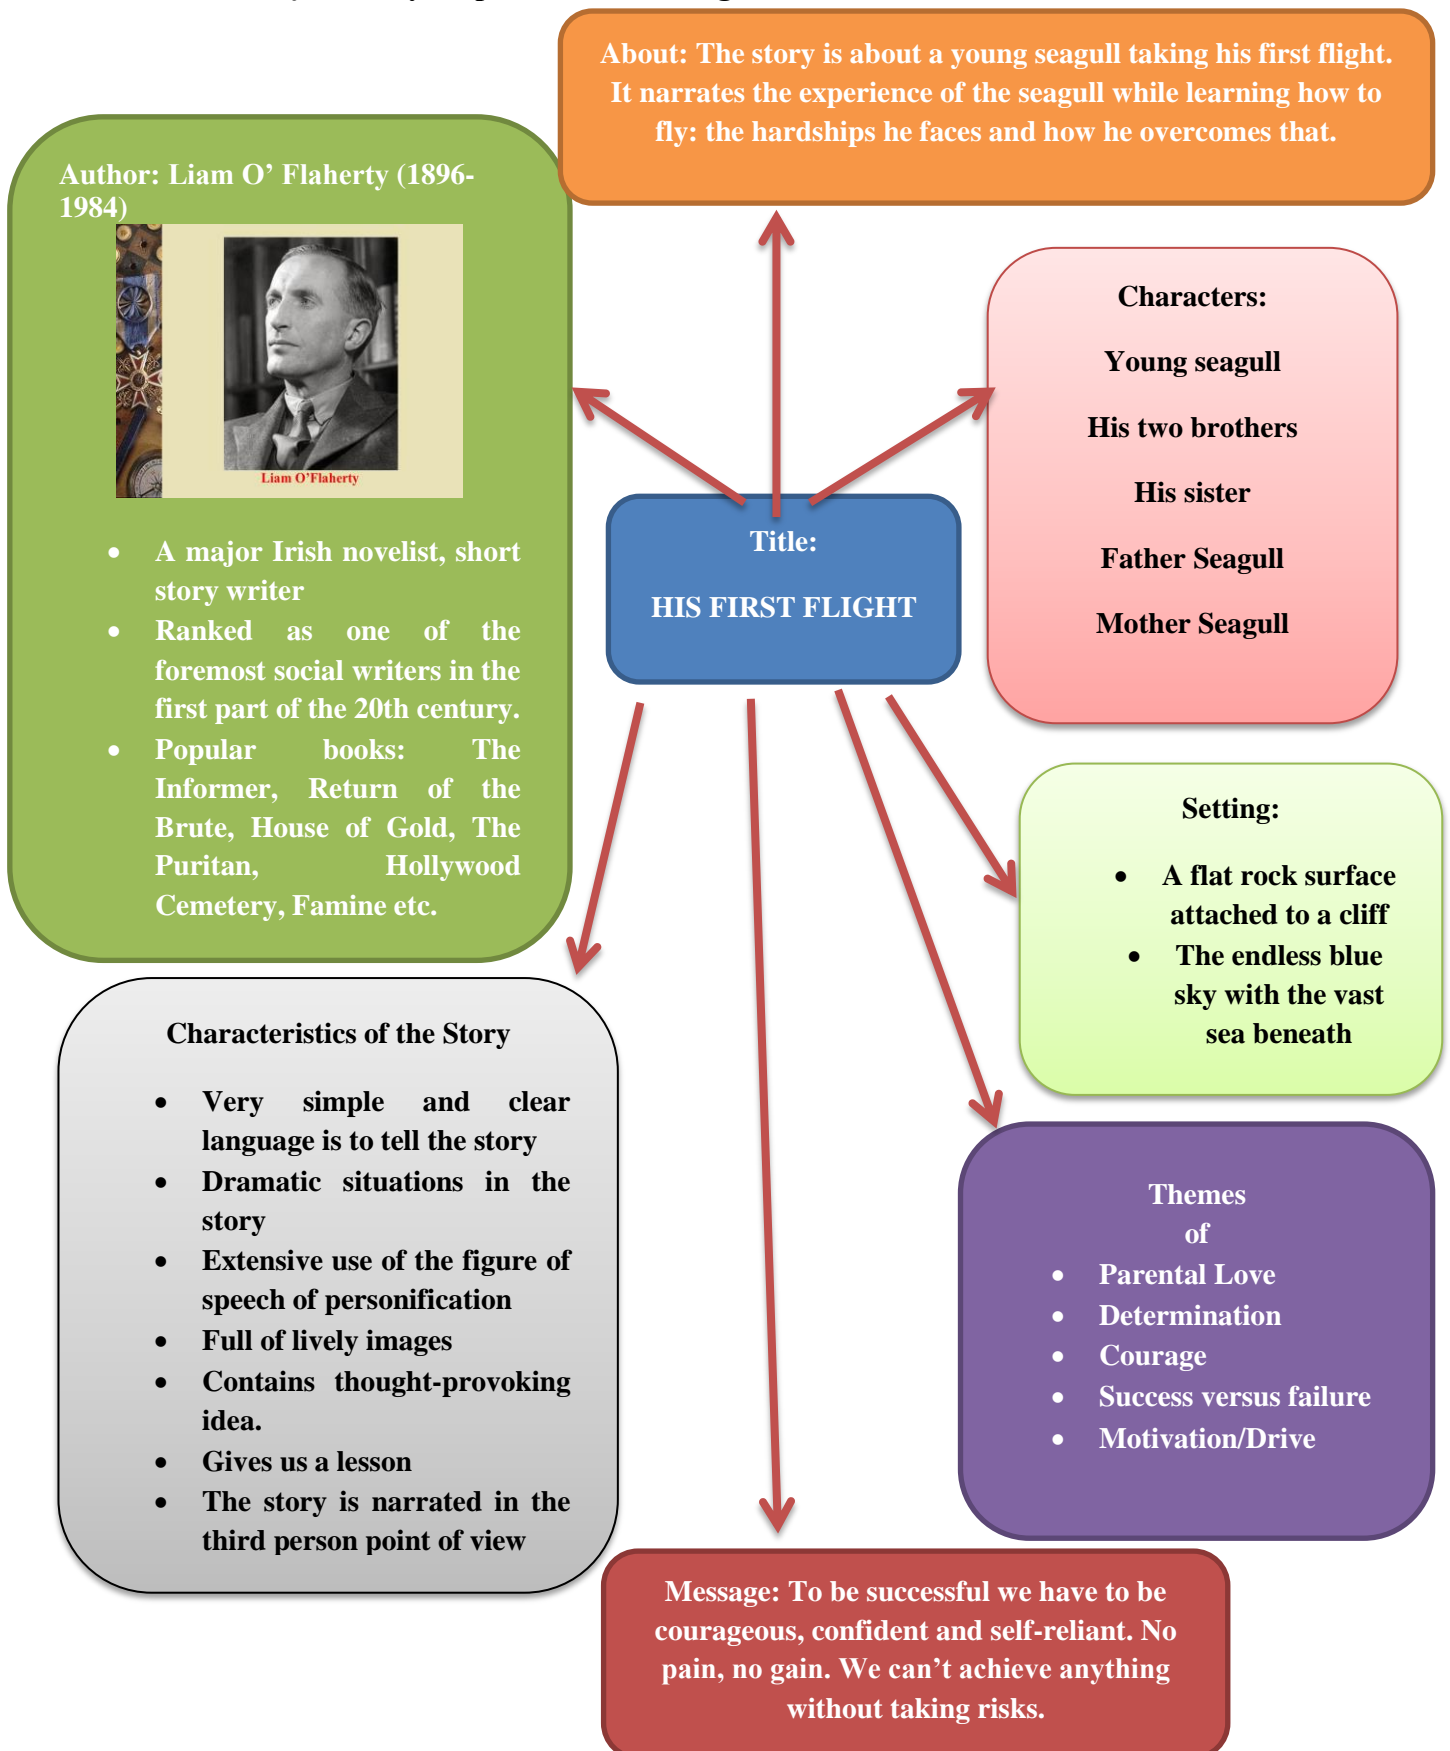 About: The story is about a young seagull taking his first flight.
It narrates the experience of the seagull while learning how to
fly: the hardships he faces and how he overcomes that.
Author: Liam O’ Flaherty (1896-
1984)
Liam O’Flaherty
• A major Irish novelist, short
story writer
• Ranked as one of the
foremost social writers in the
first part of the 20th century.
• Popular books: The
Informer, Return of the
Brute, House of Gold, The
Puritan, Hollywood
Cemetery, Famine etc.
Characters:
Young seagull
His two brothers
His sister
Father Seagull
Mother Seagull
Title:
HIS FIRST FLIGHT
Setting:
• A flat rock surface
attached to a cliff
• The endless blue
sky with the vast
sea beneath
Characteristics of the Story
• Very simple and clear
language is to tell the story
• Dramatic situations in the
story
• Extensive use of the figure of
speech of personification
• Full of lively images
• Contains thought-provoking
idea.
• Gives us a lesson
• The story is narrated in the
third person point of view
Themes
of
• Parental Love
• Determination
• Courage
• Success versus failure
• Motivation/Drive
Message: To be successful we have to be
courageous, confident and self-reliant. No
pain, no gain. We can’t achieve anything
without taking risks.